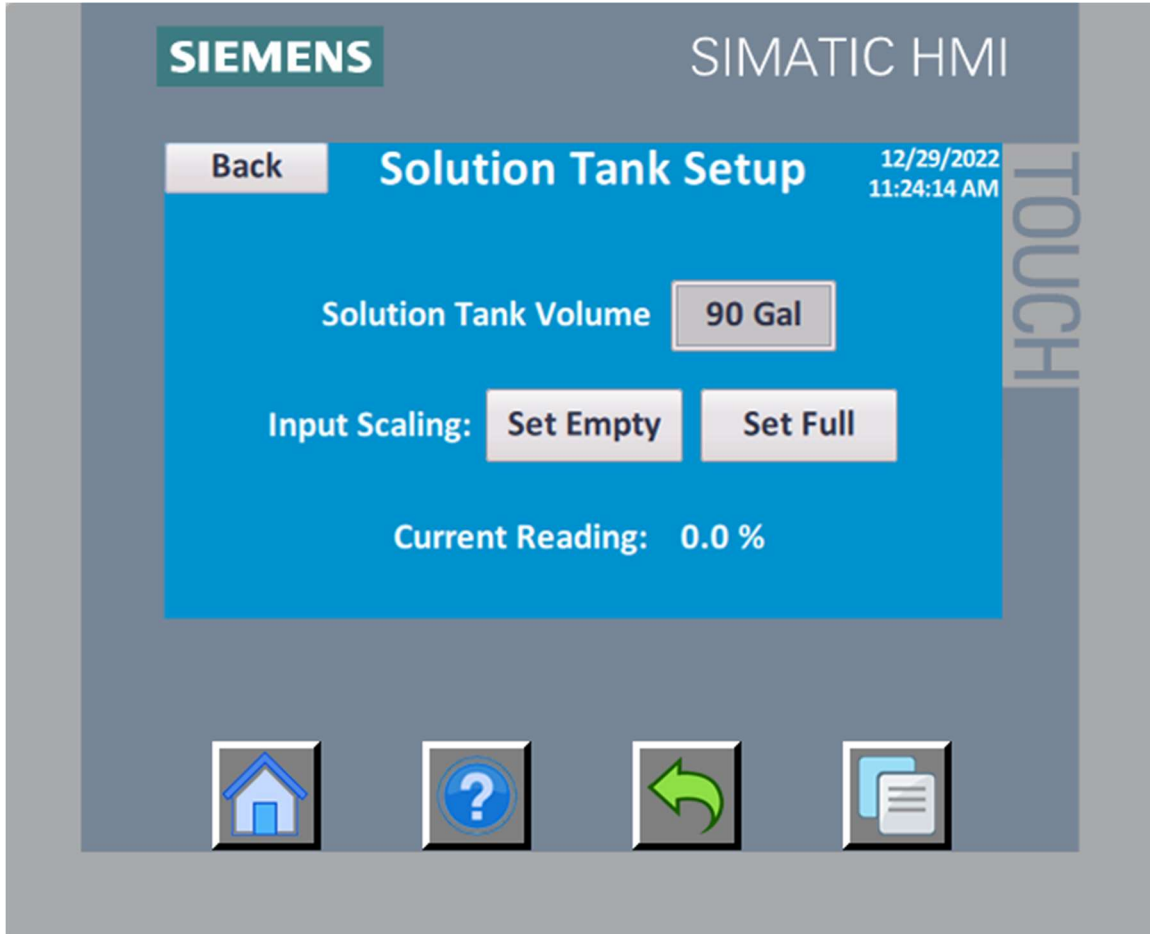 SIEMENS
SIMATIC HMI
Back
Solution Tank Setup
12/29/2022
11:24:14 AM
TOUCH
Solution Tank Volume
90 Gal
Input Scaling:
Set Empty
Set Full
Current Reading: 0.0 %
?